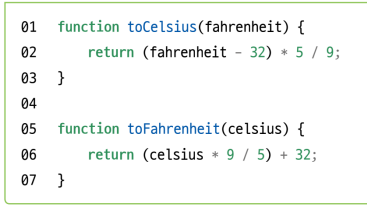 01 function toCelsius(fahrenheit) {
02     return (fahrenheit - 32) * 5 / 9;
03 }
04
05 function toFahrenheit(celsius) {
06     return (celsius * 9 / 5) + 32;
07 }